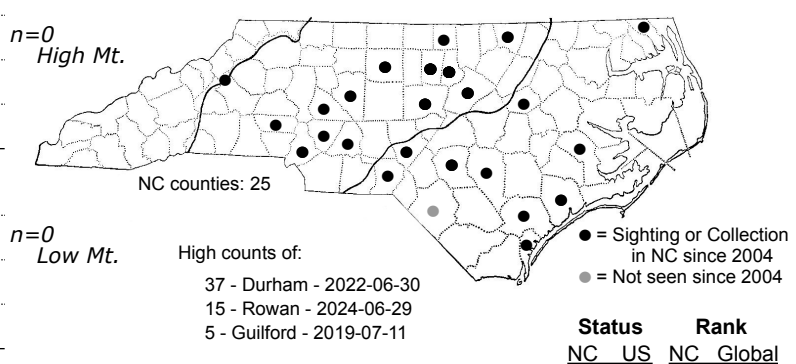 n=0
High Mt.
NC counties: 25
n=0
Low Mt.
High counts of:
37 - Durham - 2022-06-30
15 - Rowan - 2024-06-29
5 - Guilford - 2019-07-11
= Sighting or Collection
in NC since 2004
= Not seen since 2004
Status Rank
NC US NC Global